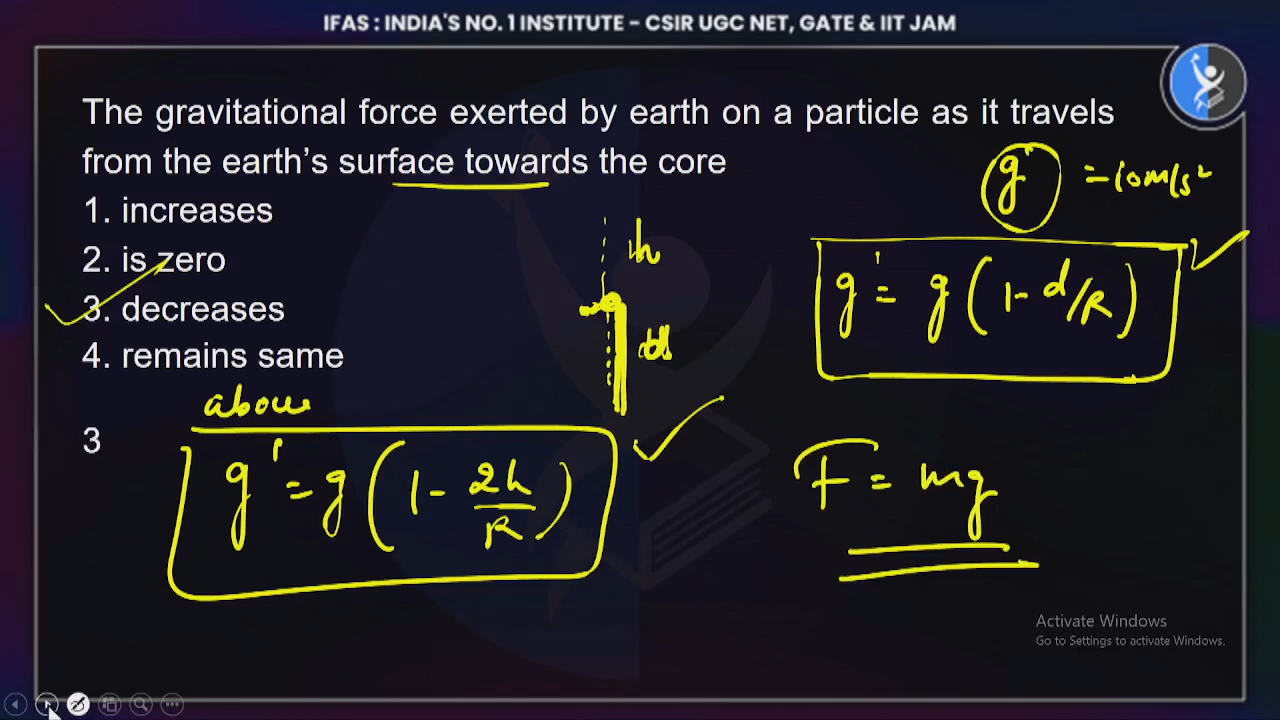 IFAS : INDIA'S NO. 1 INSTITUTE - CSIR UGC NET, GATE & IIT JAM
The gravitational force exerted by earth on a particle as it travels
from the earth's surface towards the core
1. increases
2. is zero
3. decreases
4. remains same
3
g' = 10 m/s²
g' = g (1 - d/R)
h
above
g' = g (1 - 2h/R)
F = mg
Activate Windows
Go to Settings to activate Windows.